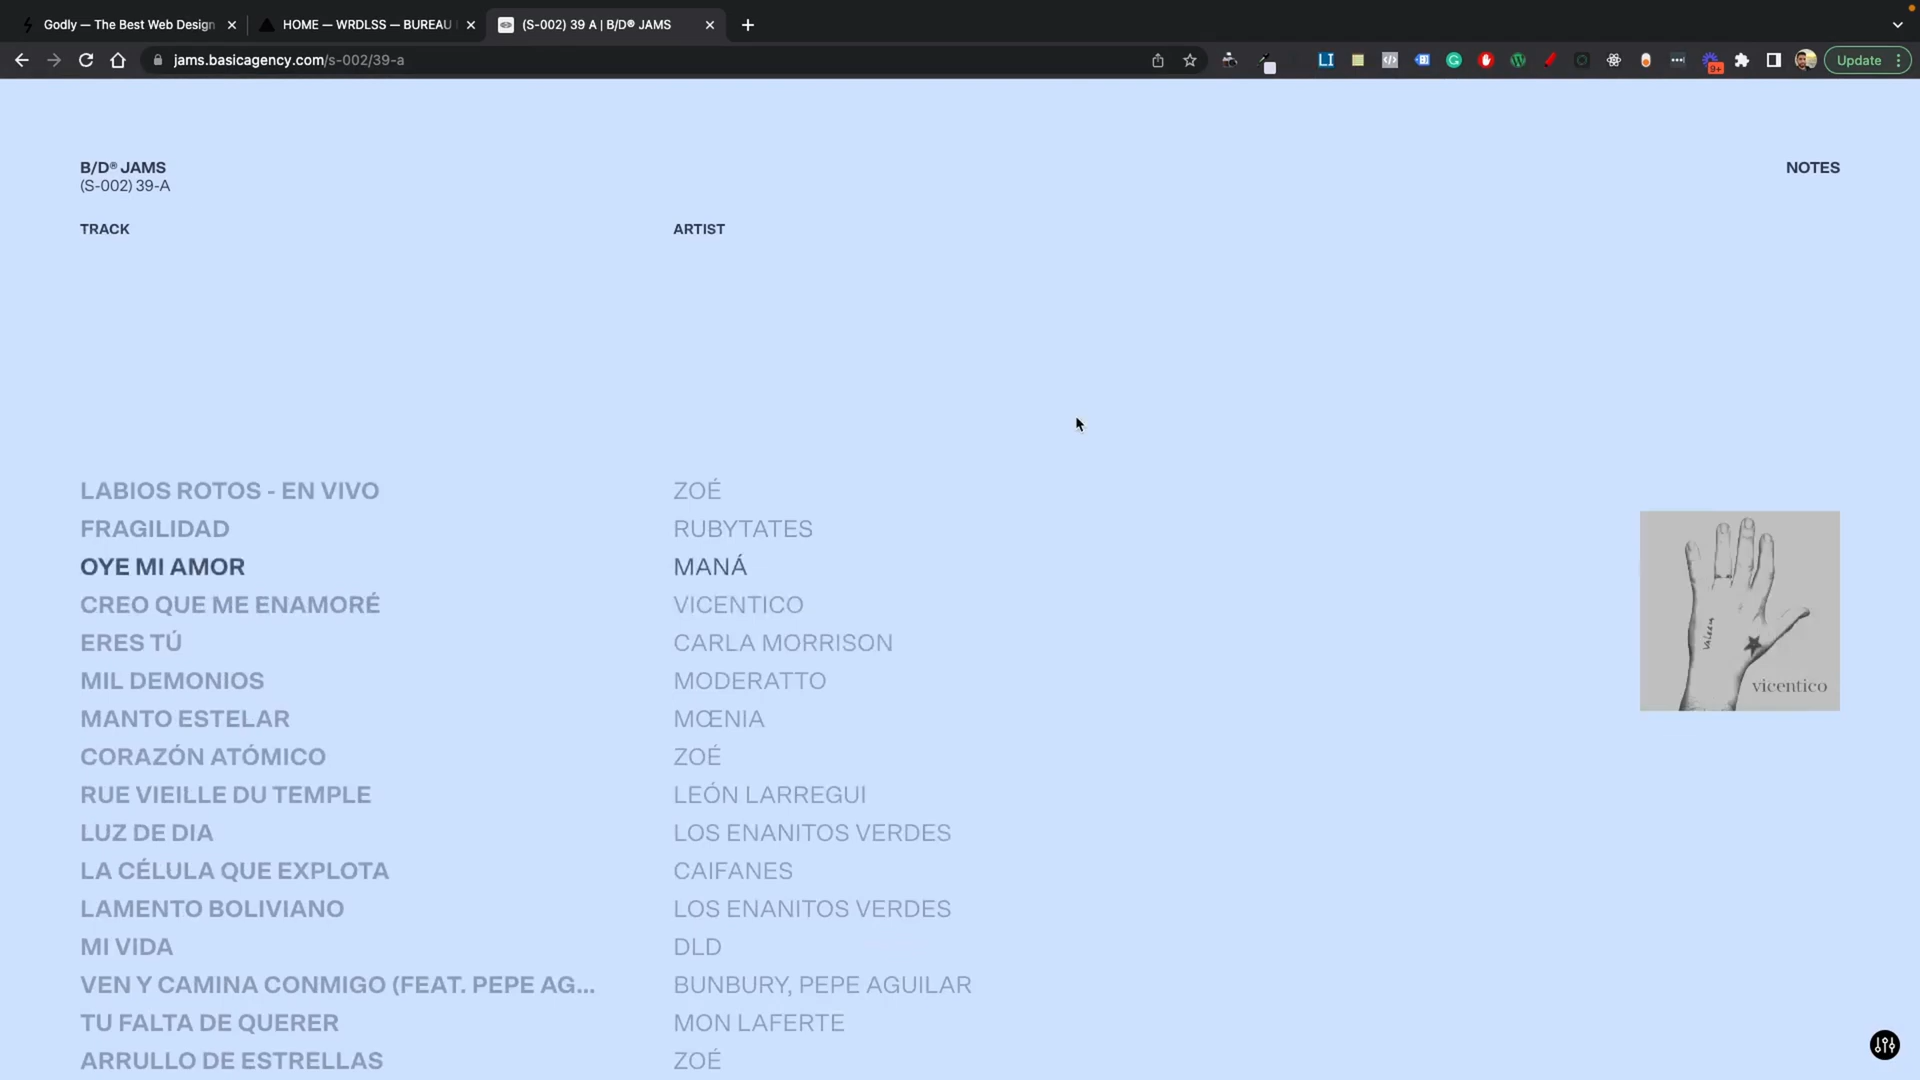 Godly — The Best Web Design
HOME — WRDLSS — BUREAU
(S-002) 39 A | B/D® JAMS
jams.basicagency.com/s-002/39-a
LI
9+
Update
B/D® JAMS
(S-002) 39-A
NOTES
TRACK ARTIST
LABIOS ROTOS - EN VIVO ZOÉ
FRAGILIDAD RUBYTATES
OYE MI AMOR MANÁ
CREO QUE ME ENAMORÉ VICENTICO
ERES TÚ CARLA MORRISON
MIL DEMONIOS MODERATTO
MANTO ESTELAR MŒNIA
CORAZÓN ATÓMICO ZOÉ
RUE VIEILLE DU TEMPLE LEÓN LARREGUI
LUZ DE DIA LOS ENANITOS VERDES
LA CÉLULA QUE EXPLOTA CAIFANES
LAMENTO BOLIVIANO LOS ENANITOS VERDES
MI VIDA DLD
VEN Y CAMINA CONMIGO (FEAT. PEPE AG... BUNBURY, PEPE AGUILAR
TU FALTA DE QUERER MON LAFERTE
ARRULLO DE ESTRELLAS ZOÉ
vicentico